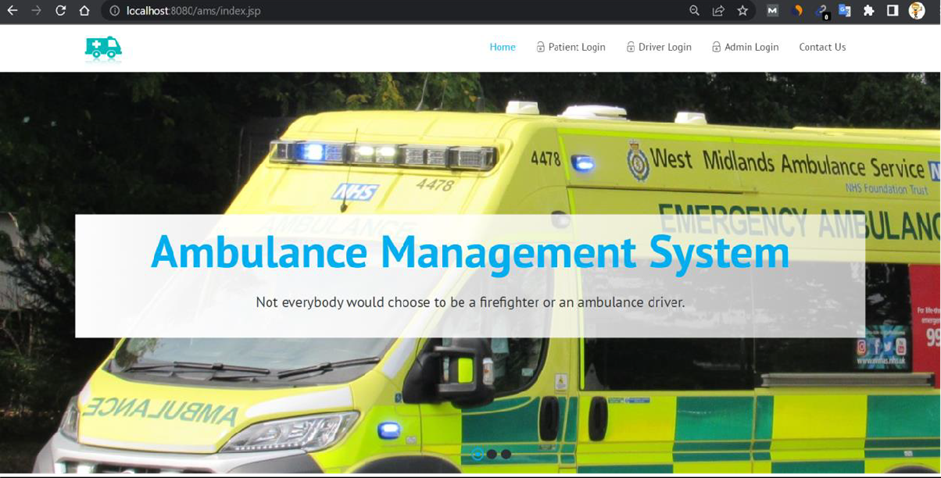 localhost:8080/ams/index.jsp
Home Patient Login Driver Login Admin Login Contact Us
4478 West Midlands Ambulance Service
NHS Foundation Trust
NHS 4478
EMERGENCY AMBULANC
Ambulance Management System
Not everybody would choose to be a firefighter or an ambulance driver.
AMBULANCE